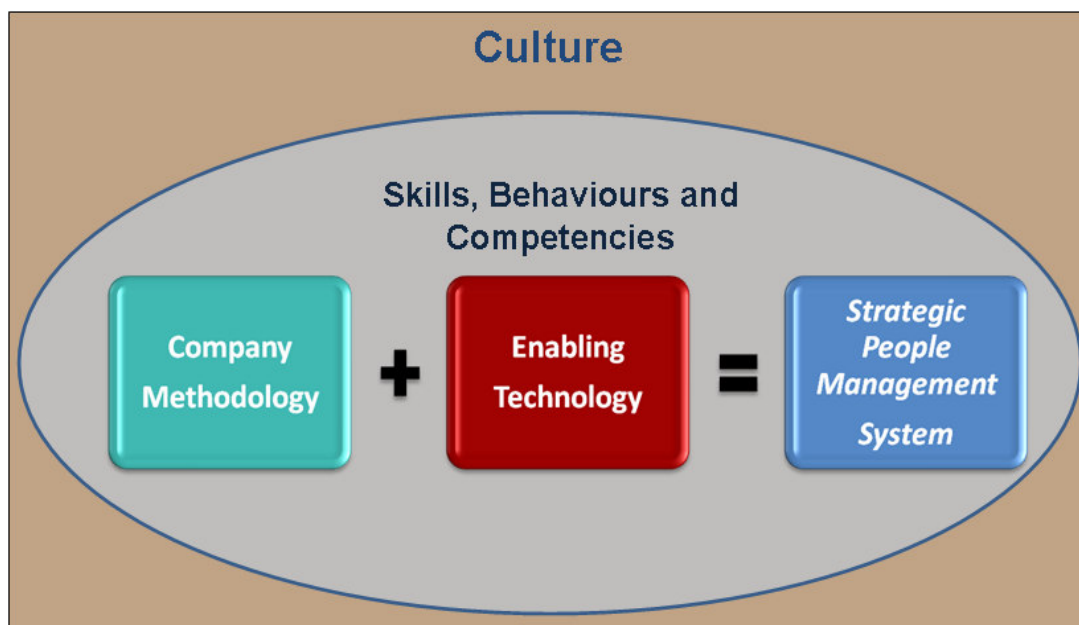 Culture
Skills, Behaviours and
Competencies
Company
Methodology
+
Enabling
Technology
=
Strategic
People
Management
System